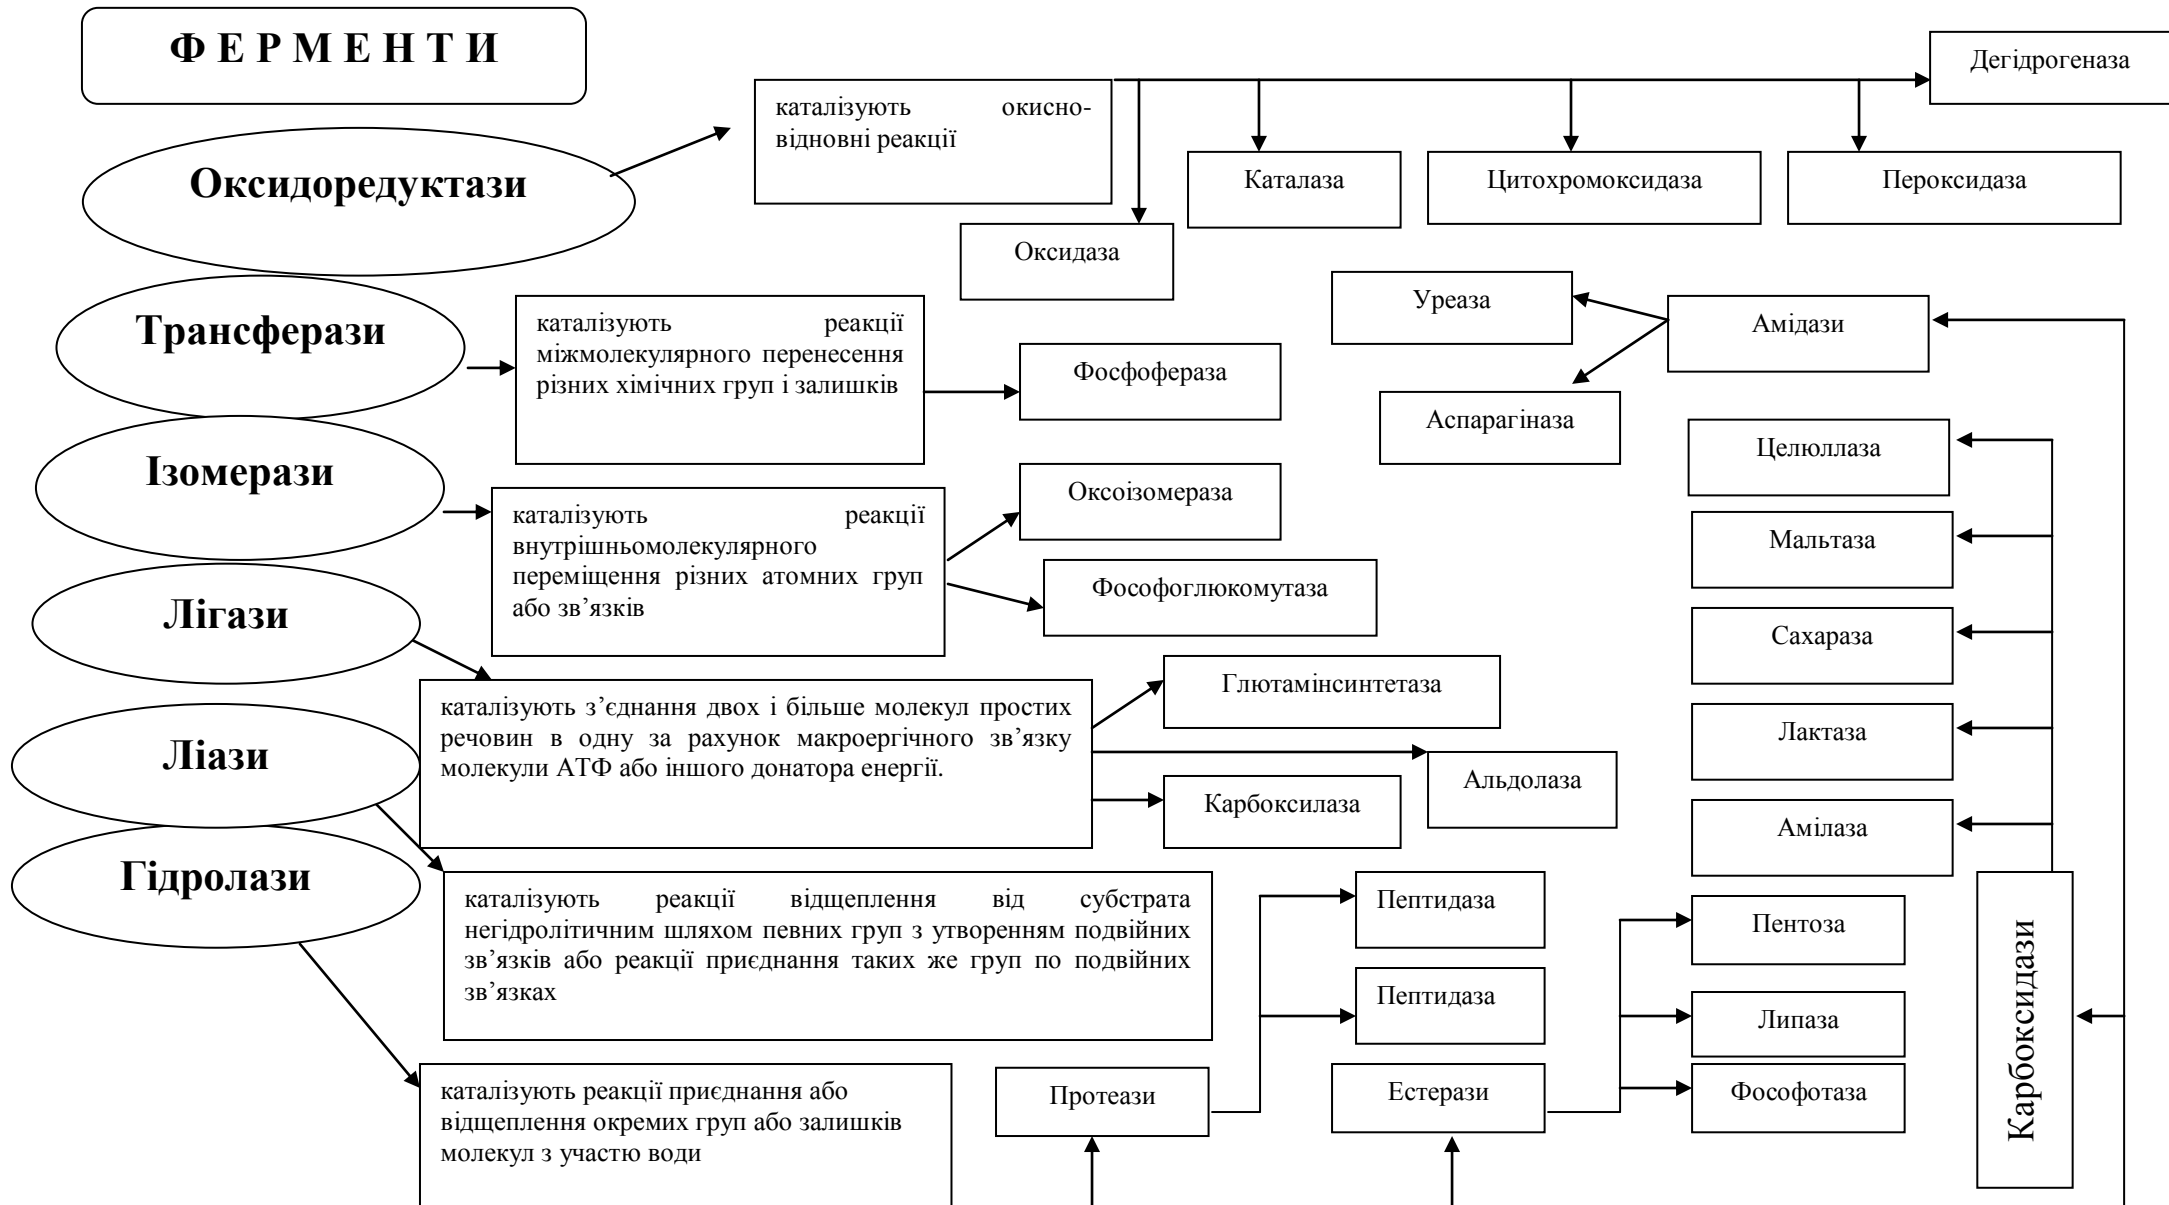 Ф Е Р М Е Н Т И
Дегідрогеназа
каталізують окисно-
відновні реакції
Оксидоредуктази
Каталаза
Цитохромоксидаза
Пероксидаза
Оксидаза
Трансферази
каталізують реакції
міжмолекулярного перенесення
різних хімічних груп і залишків
Фосфофераза
Уреаза
Амідази
Аспарагіназа
Ізомерази
каталізують реакції
внутрішньомолекулярного
переміщення різних атомних груп
або зв’язків
Оксоізомераза
Фософоглюкомутаза
Целюллаза
Мальтаза
Сахараза
Лактаза
Амілаза
Лігази
каталізують з’єднання двох і більше молекул простих
речовин в одну за рахунок макроергічного зв’язку
молекули АТФ або іншого донатора енергії.
Глютамінсинтетаза
Альдолаза
Карбоксилаза
Ліази
каталізують реакції відщеплення від субстрата
негідролітичним шляхом певних груп з утворенням подвійних
зв’язків або реакції приєднання таких же груп по подвійних
зв’язках
Гідролази
каталізують реакції приєднання або
відщеплення окремих груп або залишків
молекул з участю води
Протеази
Пептидаза
Пептидаза
Естерази
Пентоза
Липаза
Фософотаза
Карбоксидази